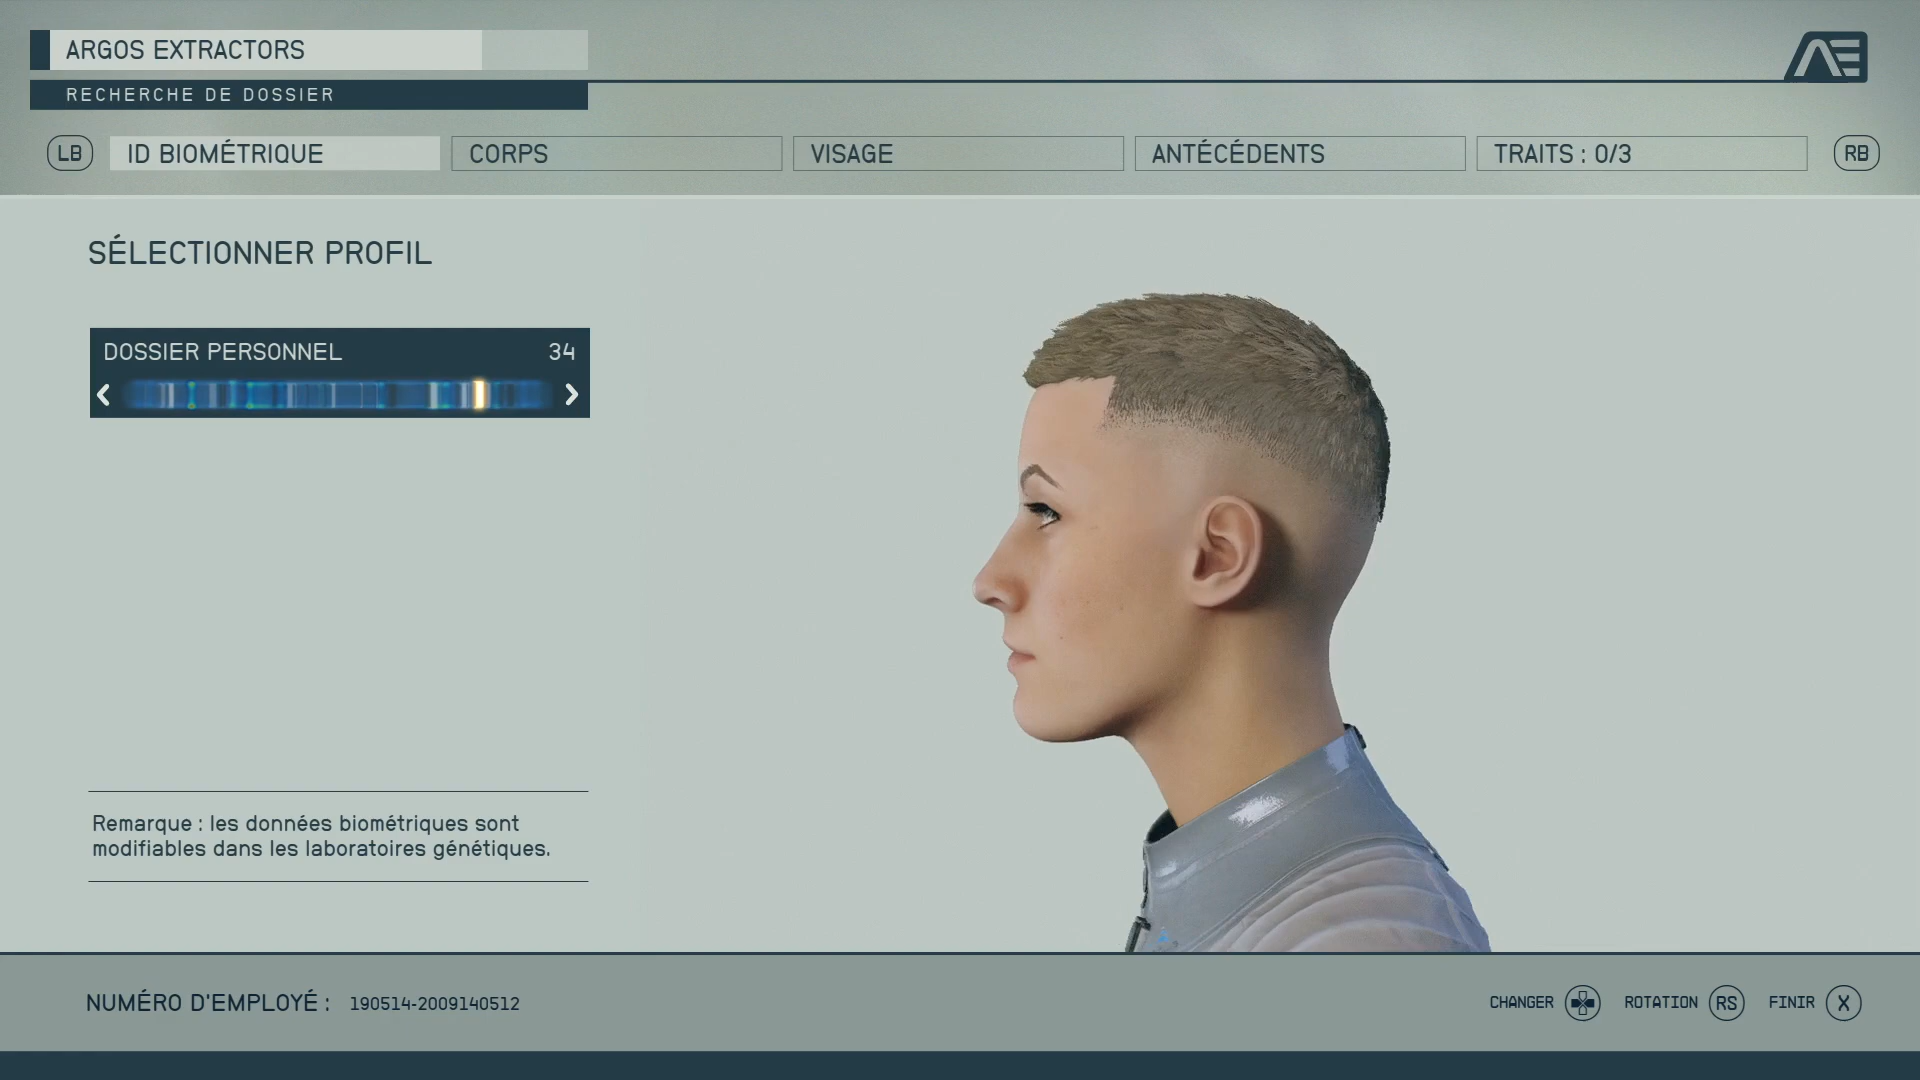 ARGOS EXTRACTORS
RECHERCHE DE DOSSIER
LB
ID BIOMÉTRIQUE
CORPS
VISAGE
ANTÉCÉDENTS
TRAITS : 0/3
RB
SÉLECTIONNER PROFIL
DOSSIER PERSONNEL 34
Remarque : les données biométriques sont
modifiables dans les laboratoires génétiques.
NUMÉRO D'EMPLOYÉ : 190514-2009140512
CHANGER
ROTATION RS
FINIR X